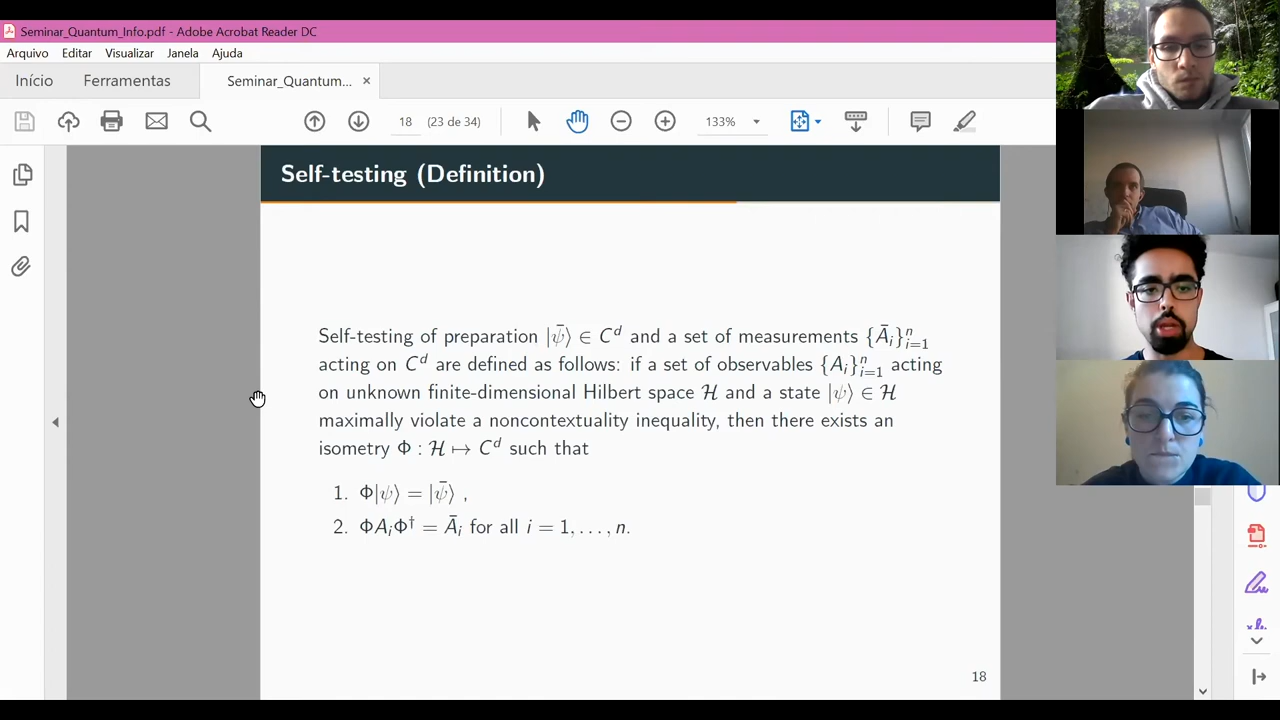 Seminar_Quantum_Info.pdf - Adobe Acrobat Reader DC
Arquivo Editar Visualizar Janela Ajuda
Início Ferramentas Seminar_Quantum... ×
18 (23 de 34) 133%
Self-testing (Definition)
Self-testing of preparation |ψ̄⟩ ∈ C^d and a set of measurements {Ā_i}_{i=1}^n
acting on C^d are defined as follows: if a set of observables {A_i}_{i=1}^n acting
on unknown finite-dimensional Hilbert space ℋ and a state |ψ⟩ ∈ ℋ
maximally violate a noncontextuality inequality, then there exists an
isometry Φ : ℋ ↦ C^d such that
1. Φ|ψ⟩ = |ψ̄⟩ ,
2. ΦA_iΦ† = Ā_i for all i = 1, . . . , n.
18